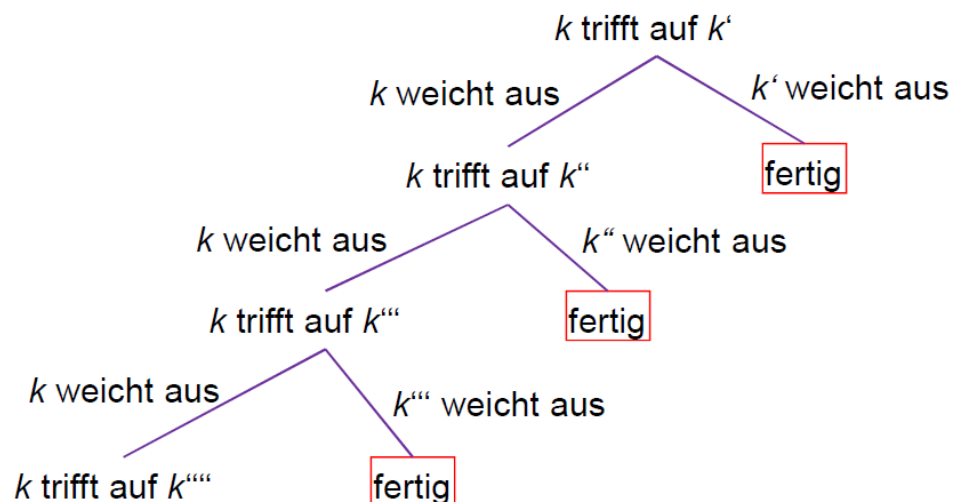 k trifft auf k‘
k weicht aus
k‘ weicht aus
k trifft auf k‘‘
fertig
k weicht aus
k‘‘ weicht aus
k trifft auf k‘‘‘
fertig
k weicht aus
k‘‘‘ weicht aus
k trifft auf k‘‘‘‘
fertig